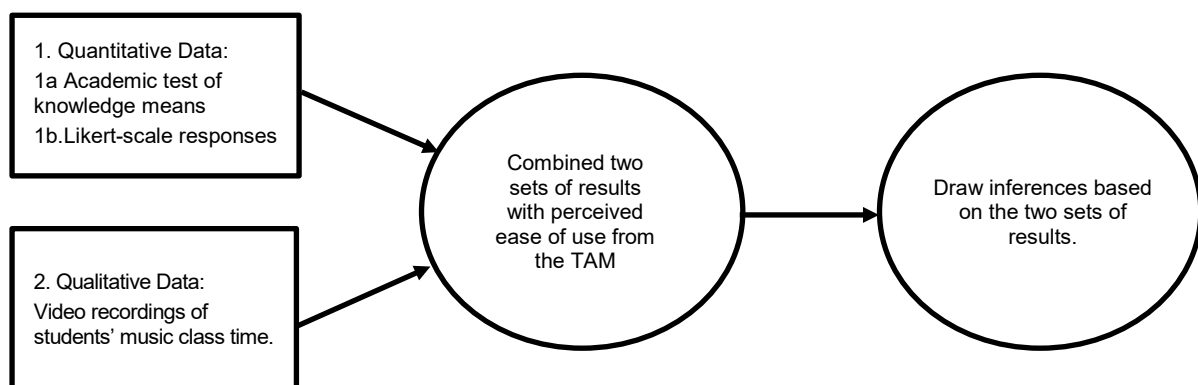 1. Quantitative Data:
1a Academic test of
knowledge means
1b.Likert-scale responses
2. Qualitative Data:
Video recordings of
students’ music class time.
Combined two
sets of results
with perceived
ease of use from
the TAM
Draw inferences based
on the two sets of
results.